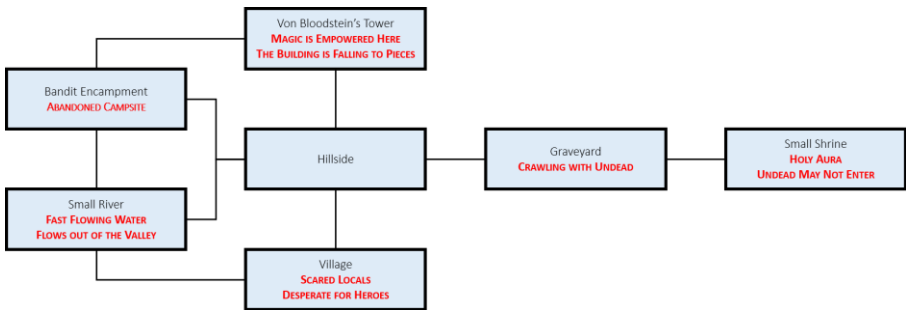 Von Bloodstein's Tower
MAGIC IS EMPOWERED HERE
THE BUILDING IS FALLING TO PIECES
Bandit Encampment
ABANDONED CAMPSITE
Hillside
Graveyard
CRAWLING WITH UNDEAD
Small Shrine
HOLY AURA
UNDEAD MAY NOT ENTER
Small River
FAST FLOWING WATER
FLOWS OUT OF THE VALLEY
Village
SCARED LOCALS
DESPERATE FOR HEROES